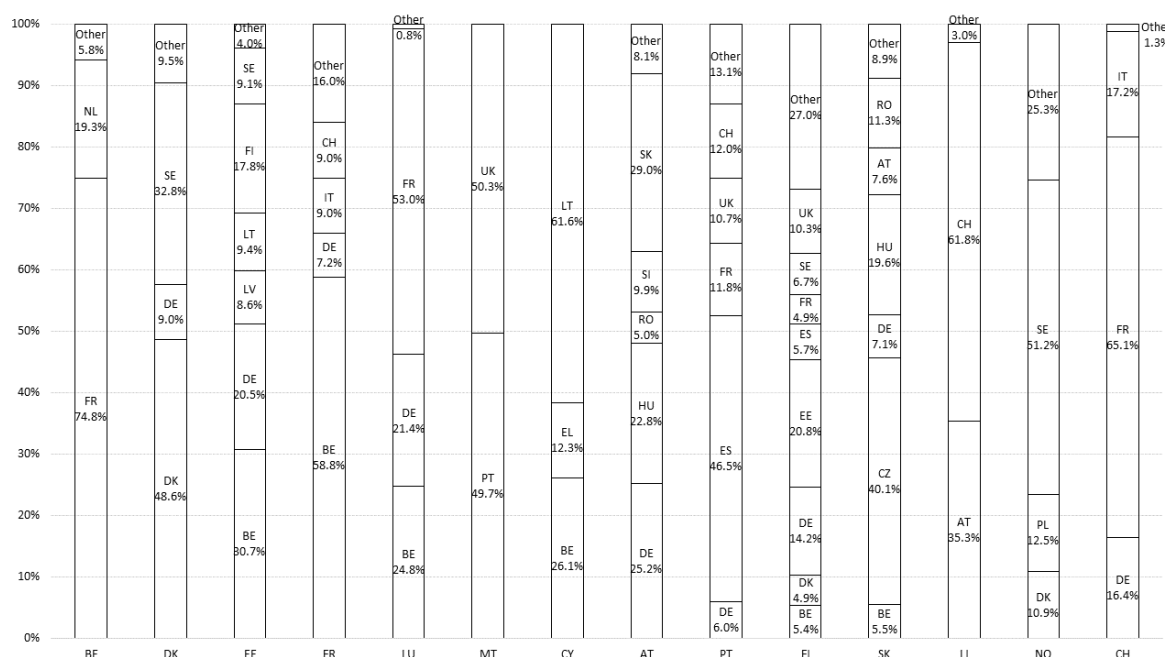 100%
90%
80%
70%
60%
50%
40%
30%
20%
10%
0%
Other
5.8%
NL
19.3%
FR
74.8%
BE
Other
9.5%
SE
32.8%
DE
9.0%
DK
48.6%
DK
Other
4.0%
SE
9.1%
FI
17.8%
LT
9.4%
LV
8.6%
DE
20.5%
BE
30.7%
EE
Other
16.0%
CH
9.0%
IT
9.0%
DE
7.2%
BE
58.8%
FR
Other
0.8%
FR
53.0%
DE
21.4%
BE
24.8%
LU
UK
50.3%
PT
49.7%
MT
LT
61.6%
EL
12.3%
BE
26.1%
CY
Other
8.1%
SK
29.0%
SI
9.9%
RO
5.0%
HU
22.8%
DE
25.2%
AT
Other
13.1%
CH
12.0%
UK
10.7%
FR
11.8%
ES
46.5%
DE
6.0%
PT
Other
27.0%
UK
10.3%
SE
6.7%
FR
4.9%
ES
5.7%
EE
20.8%
DE
14.2%
DK
4.9%
BE
5.4%
FI
Other
8.9%
RO
11.3%
AT
7.6%
HU
19.6%
DE
7.1%
CZ
40.1%
BE
5.5%
SK
Other
3.0%
CH
61.8%
AT
35.3%
LI
Other
25.3%
SE
51.2%
PL
12.5%
DK
10.9%
NO
Other
1.3%
IT
17.2%
FR
65.1%
DE
16.4%
CH